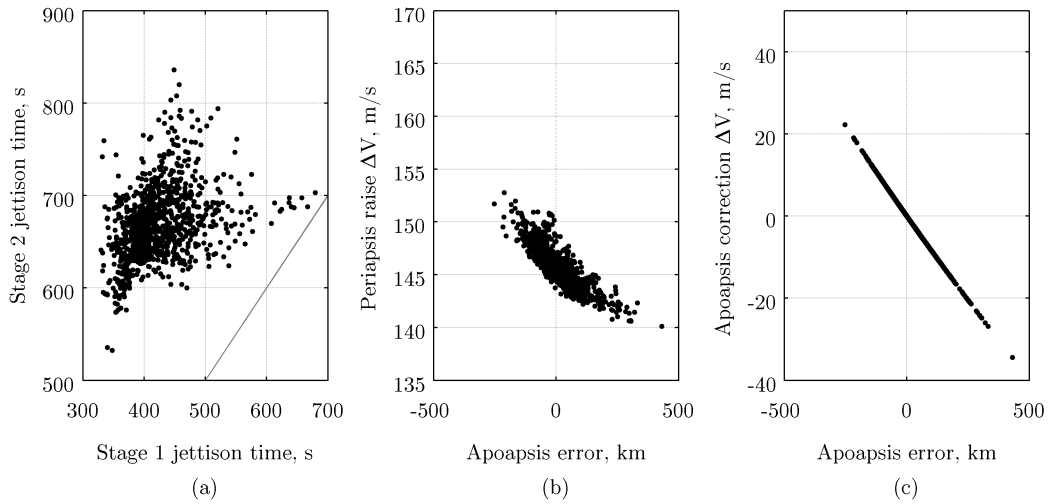 900
800
700
600
500
300 400 500 600 700
Stage 2 jettison time, s
Stage 1 jettison time, s
(a)
170
165
160
155
150
145
140
135
-500 0 500
Periapsis raise ΔV, m/s
Apoapsis error, km
(b)
40
20
0
-20
-40
-500 0 500
Apoapsis correction ΔV, m/s
Apoapsis error, km
(c)